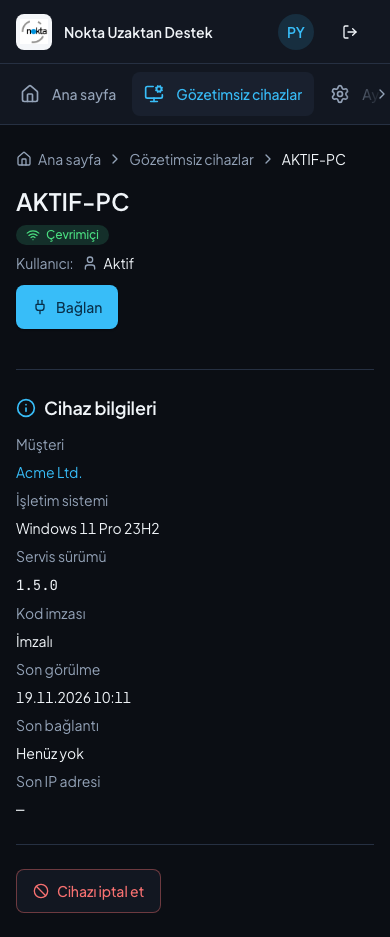 nokta
Nokta Uzaktan Destek
PY
Ana sayfa
Gözetimsiz cihazlar
Ay
Ana sayfa
Gözetimsiz cihazlar
AKTIF-PC
AKTIF-PC
Çevrimiçi
Kullanıcı: Aktif
Bağlan
Cihaz bilgileri
Müşteri
Acme Ltd.
İşletim sistemi
Windows 11 Pro 23H2
Servis sürümü
1.5.0
Kod imzası
İmzalı
Son görülme
19.11.2026 10:11
Son bağlantı
Henüz yok
Son IP adresi
—
Cihazı iptal et